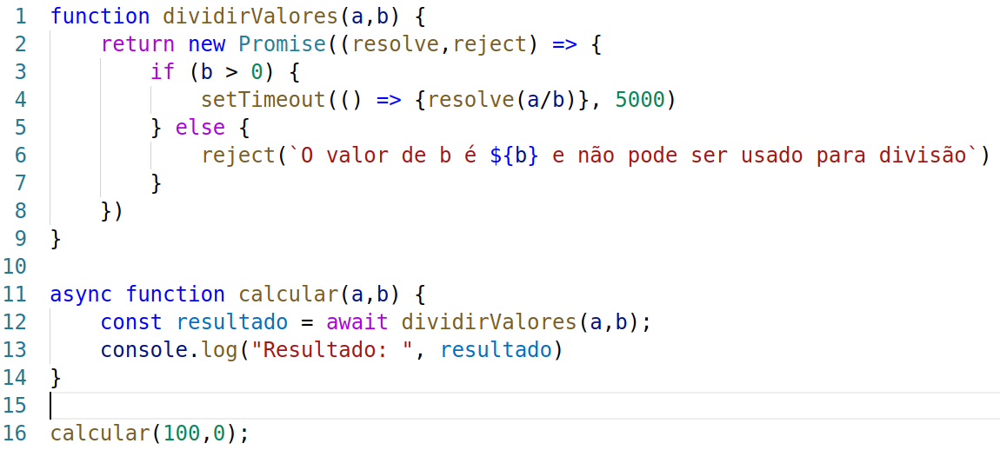 1 function dividirValores(a,b) {
2     return new Promise((resolve,reject) => {
3         if (b > 0) {
4             setTimeout(() => {resolve(a/b)}, 5000)
5         } else {
6             reject(`O valor de b é ${b} e não pode ser usado para divisão`)
7         }
8     })
9 }
10
11 async function calcular(a,b) {
12     const resultado = await dividirValores(a,b);
13     console.log("Resultado: ", resultado)
14 }
15
16 calcular(100,0);